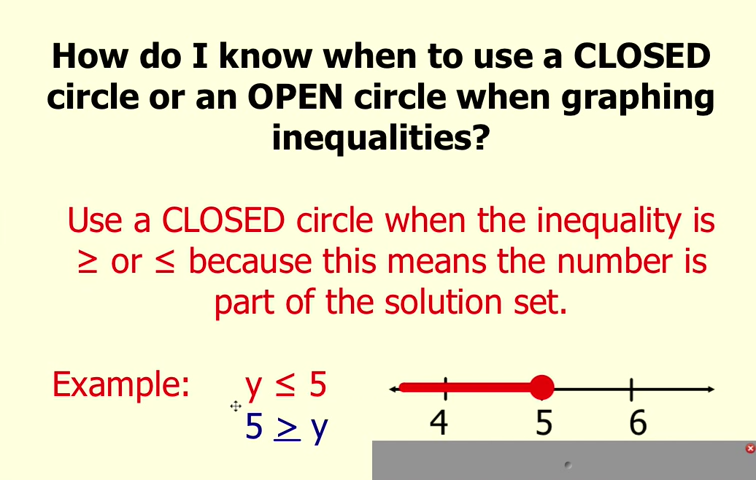 How do I know when to use a CLOSED
circle or an OPEN circle when graphing
inequalities?
Use a CLOSED circle when the inequality is
≥ or ≤ because this means the number is
part of the solution set.
Example: y ≤ 5
5 ≥ y
4 5 6